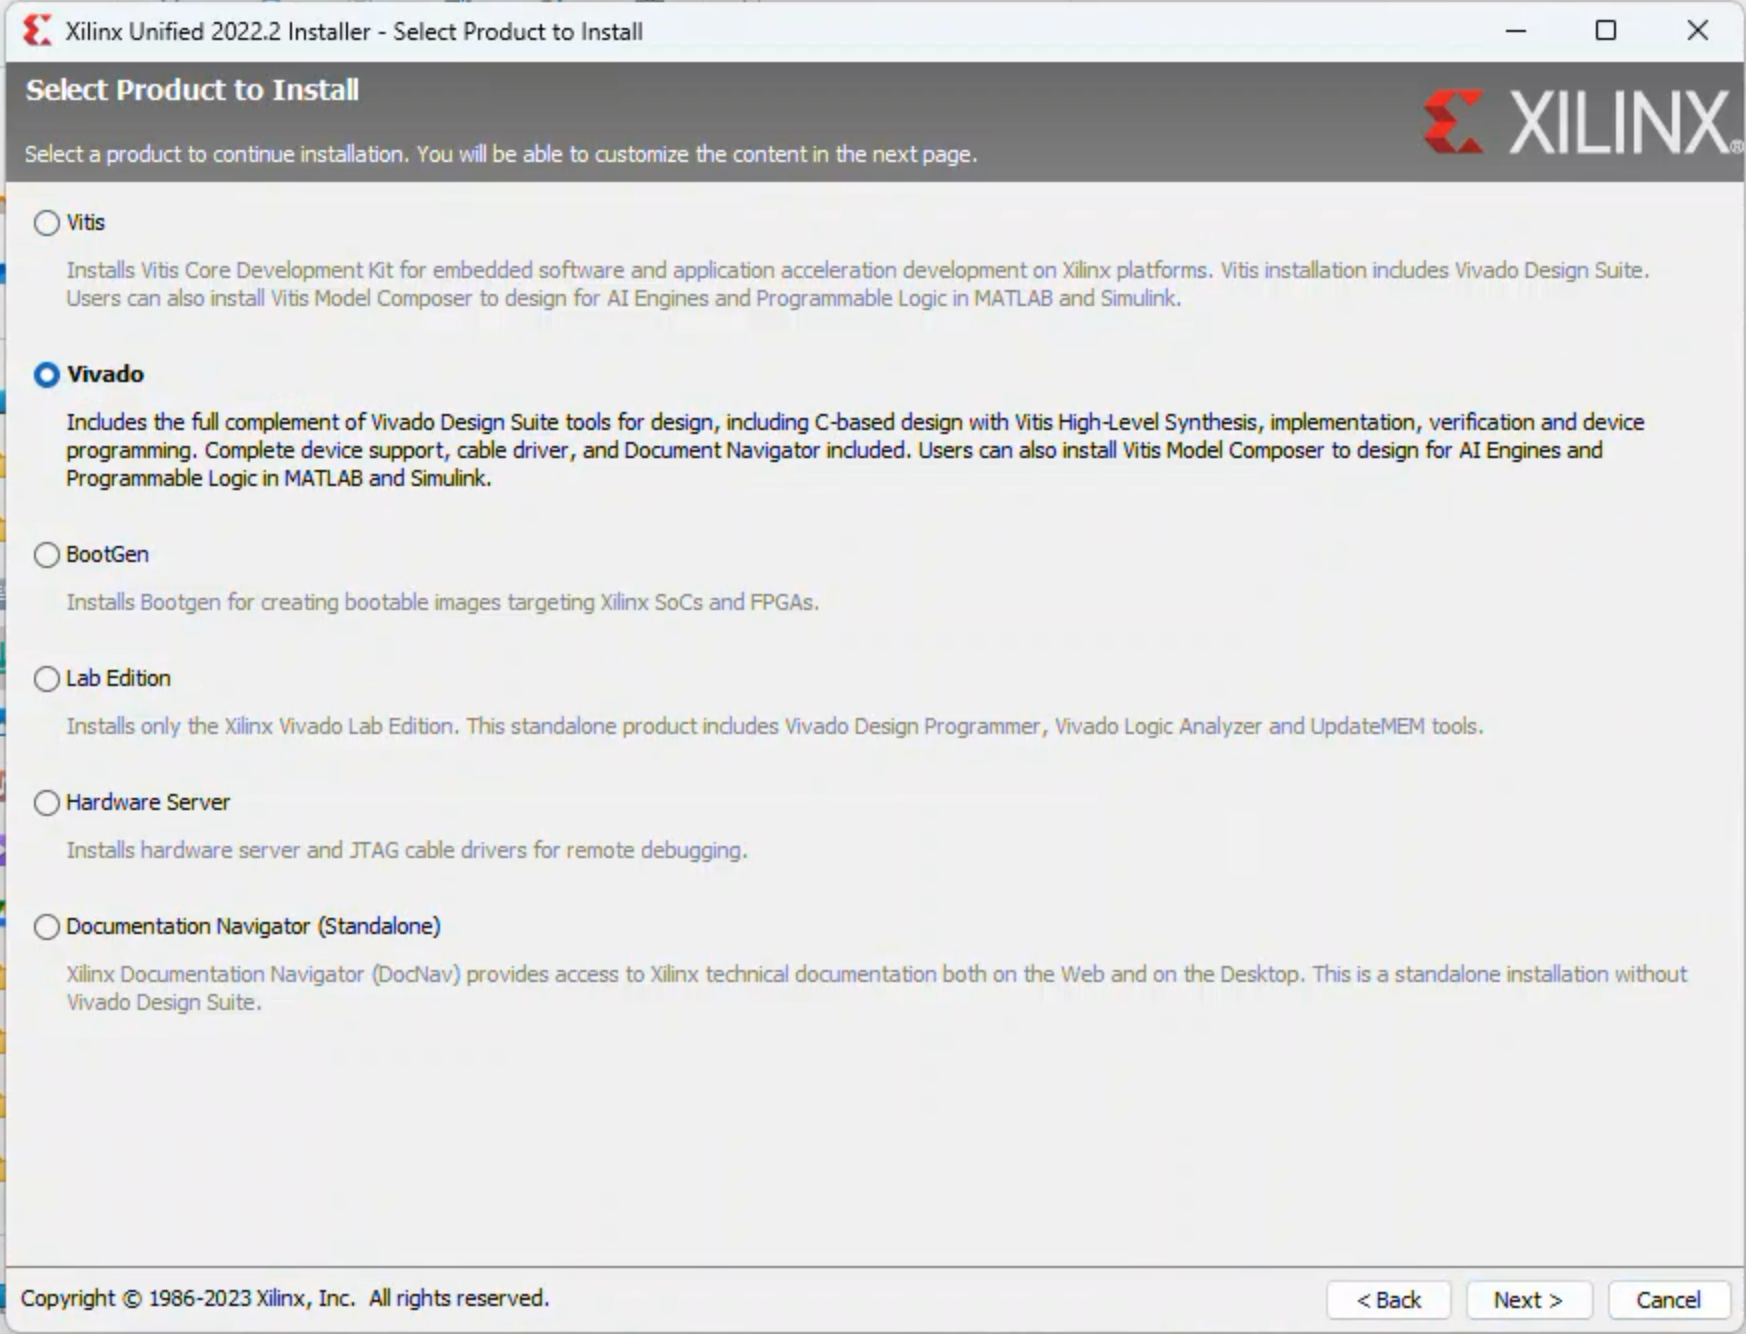 Xilinx Unified 2022.2 Installer - Select Product to Install
Select Product to Install
XILINX®
Select a product to continue installation. You will be able to customize the content in the next page.
Vitis
Installs Vitis Core Development Kit for embedded software and application acceleration development on Xilinx platforms. Vitis installation includes Vivado Design Suite.
Users can also install Vitis Model Composer to design for AI Engines and Programmable Logic in MATLAB and Simulink.
Vivado
Includes the full complement of Vivado Design Suite tools for design, including C-based design with Vitis High-Level Synthesis, implementation, verification and device
programming. Complete device support, cable driver, and Document Navigator included. Users can also install Vitis Model Composer to design for AI Engines and
Programmable Logic in MATLAB and Simulink.
BootGen
Installs Bootgen for creating bootable images targeting Xilinx SoCs and FPGAs.
Lab Edition
Installs only the Xilinx Vivado Lab Edition. This standalone product includes Vivado Design Programmer, Vivado Logic Analyzer and UpdateMEM tools.
Hardware Server
Installs hardware server and JTAG cable drivers for remote debugging.
Documentation Navigator (Standalone)
Xilinx Documentation Navigator (DocNav) provides access to Xilinx technical documentation both on the Web and on the Desktop. This is a standalone installation without
Vivado Design Suite.
Copyright © 1986-2023 Xilinx, Inc.  All rights reserved.
< Back
Next >
Cancel